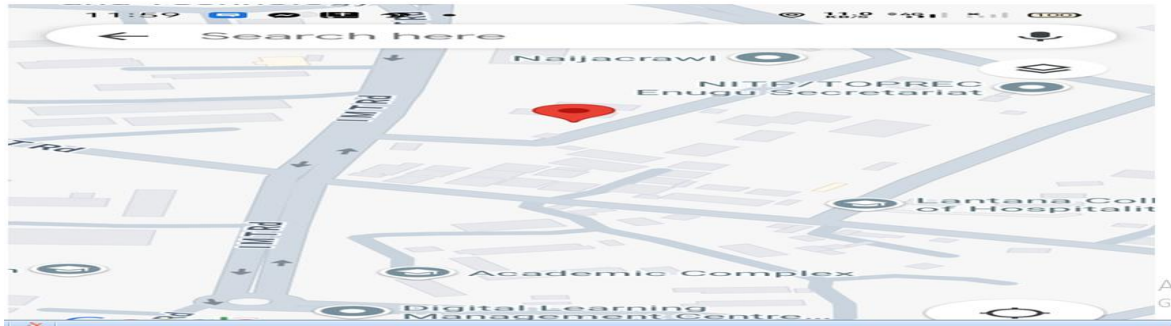 11:59
Search here
Naijacrawl
NITP/TOPREC
Enugu Secretariat
IMT Rd
T Rd
Lantana Coll
of Hospitalit
IMT Rd
Academic Complex
Digital Learning
Management Centre...